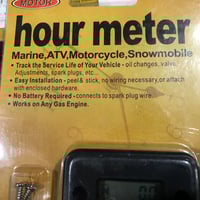 MOTOR
hour meter
Marine,ATV,Motorcycle,Snowmobile
• Track the Service Life of Your Vehicle - oil changes, valve
Adjustments, spark plugs, etc...
• Easy Installation - peel & stick, no wiring necessary, or attach
with enclosed hardware.
• No Battery Required - connects to spark plug wire.
• Works on Any Gas Engine.